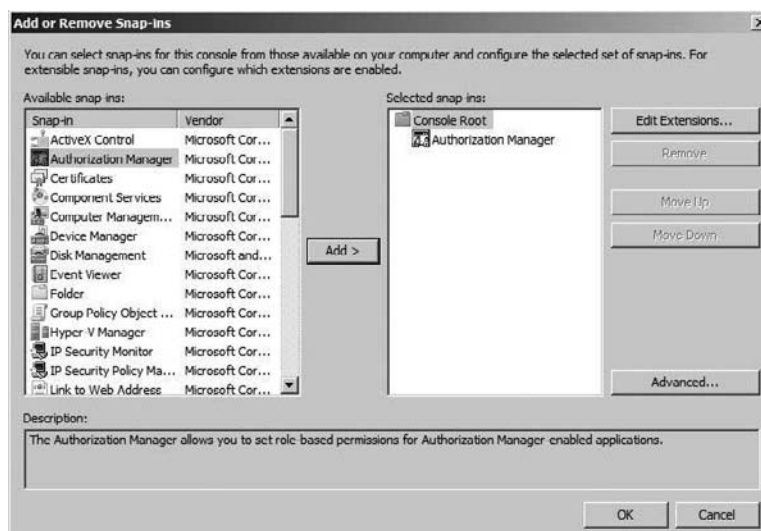 Add or Remove Snap-ins
You can select snap-ins for this console from those available on your computer and configure the selected set of snap-ins. For
extensible snap-ins, you can configure which extensions are enabled.
Available snap-ins:
Snap-in Vendor
ActiveX Control Microsoft Cor...
Authorization Manager Microsoft Cor...
Certificates Microsoft Cor...
Component Services Microsoft Cor...
Computer Managem... Microsoft Cor...
Device Manager Microsoft Cor...
Disk Management Microsoft and...
Event Viewer Microsoft Cor...
Folder Microsoft Cor...
Group Policy Object ... Microsoft Cor...
Hyper-V Manager Microsoft Cor...
IP Security Monitor Microsoft Cor...
IP Security Policy Ma... Microsoft Cor...
Link to Web Address Microsoft Cor...
Add >
Selected snap-ins:
Console Root
Authorization Manager
Edit Extensions...
Remove
Move Up
Move Down
Advanced...
Description:
The Authorization Manager allows you to set role-based permissions for Authorization Manager-enabled applications.
OK Cancel